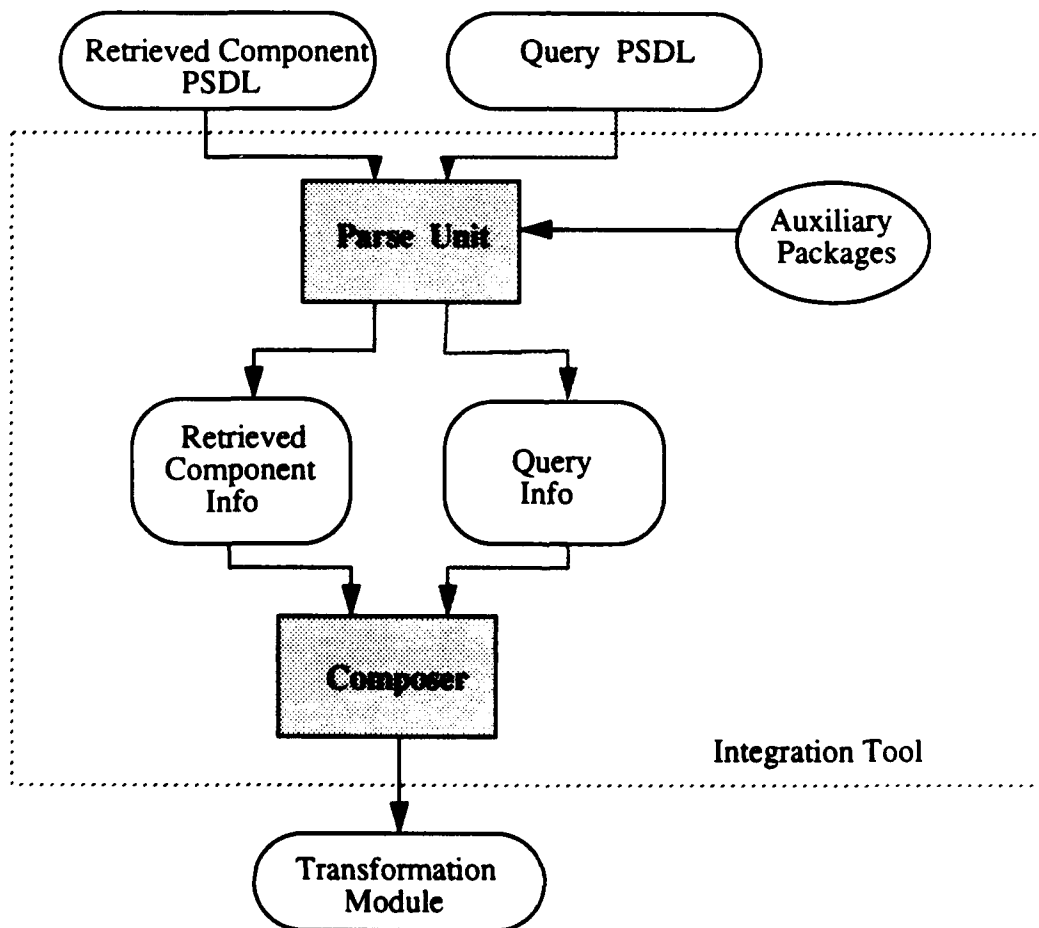 Retrieved Component
PSDL
Query PSDL
Parse Unit
Auxiliary
Packages
Retrieved
Component
Info
Query
Info
Composer
Integration Tool
Transformation
Module